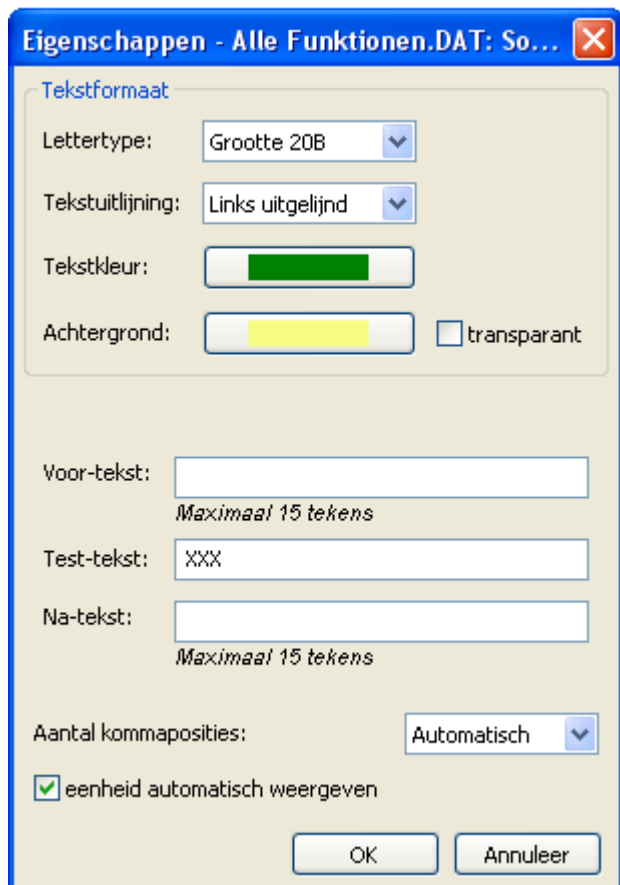 Eigenschappen - Alle Funktionen.DAT: So...
Tekstformaat
Lettertype: Grootte 20B
Tekstuitlijning: Links uitgelijnd
Tekstkleur:
Achtergrond: transparant
Voor-tekst:
Maximaal 15 tekens
Test-tekst: XXX
Na-tekst:
Maximaal 15 tekens
Aantal kommaposities: Automatisch
eenheid automatisch weergeven
OK Annuleer